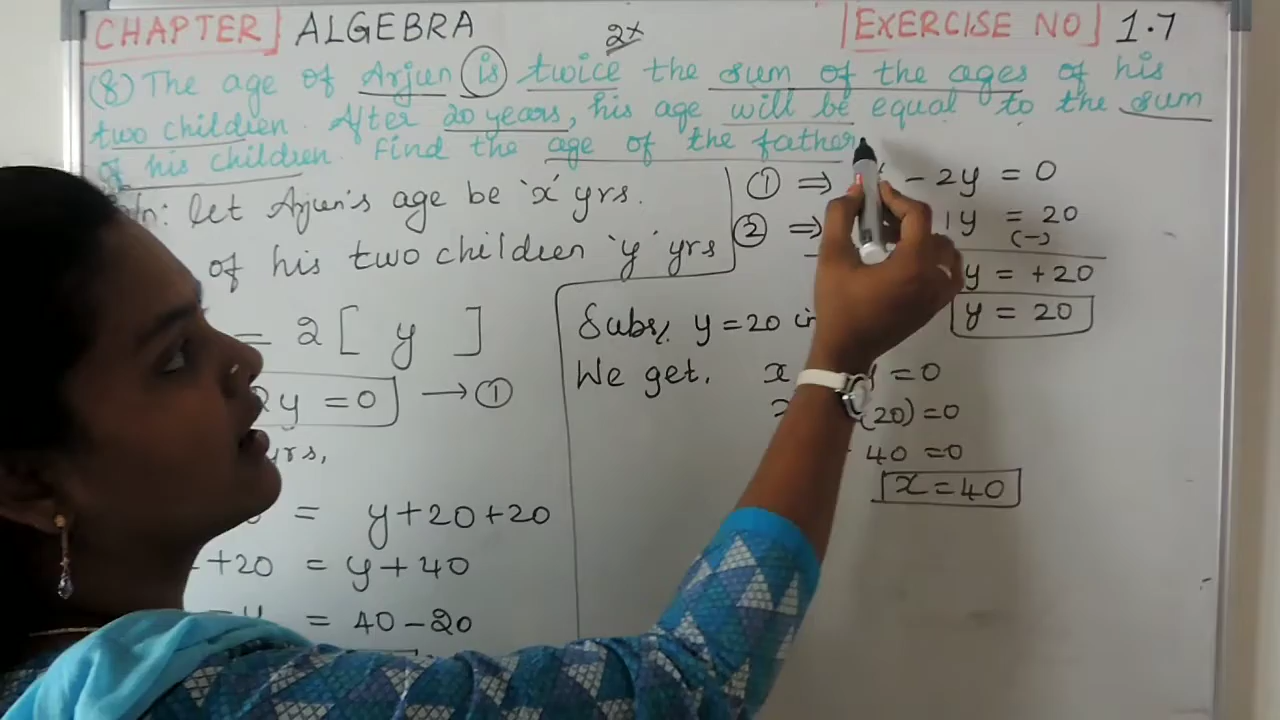 CHAPTER] ALGEBRA
2x
|EXERCISE NO] 1.7
(8) The age of Arjun is twice the sum of the ages of his
two children. After 20 years, his age will be equal to the sum
of his children. Find the age of the father
let Arjun's age be 'x' yrs.
of his two children 'y' yrs
= 2 [ y ]
2y = 0 → ①
yrs,
= y+20+20
+20 = y+40
= 40-20
① ⇒ - 2y = 0
② ⇒ 1y = 20
(-)
y = +20
y = 20
Subs. y=20 in
We get. x = 0
(20)=0
40 =0
x=40